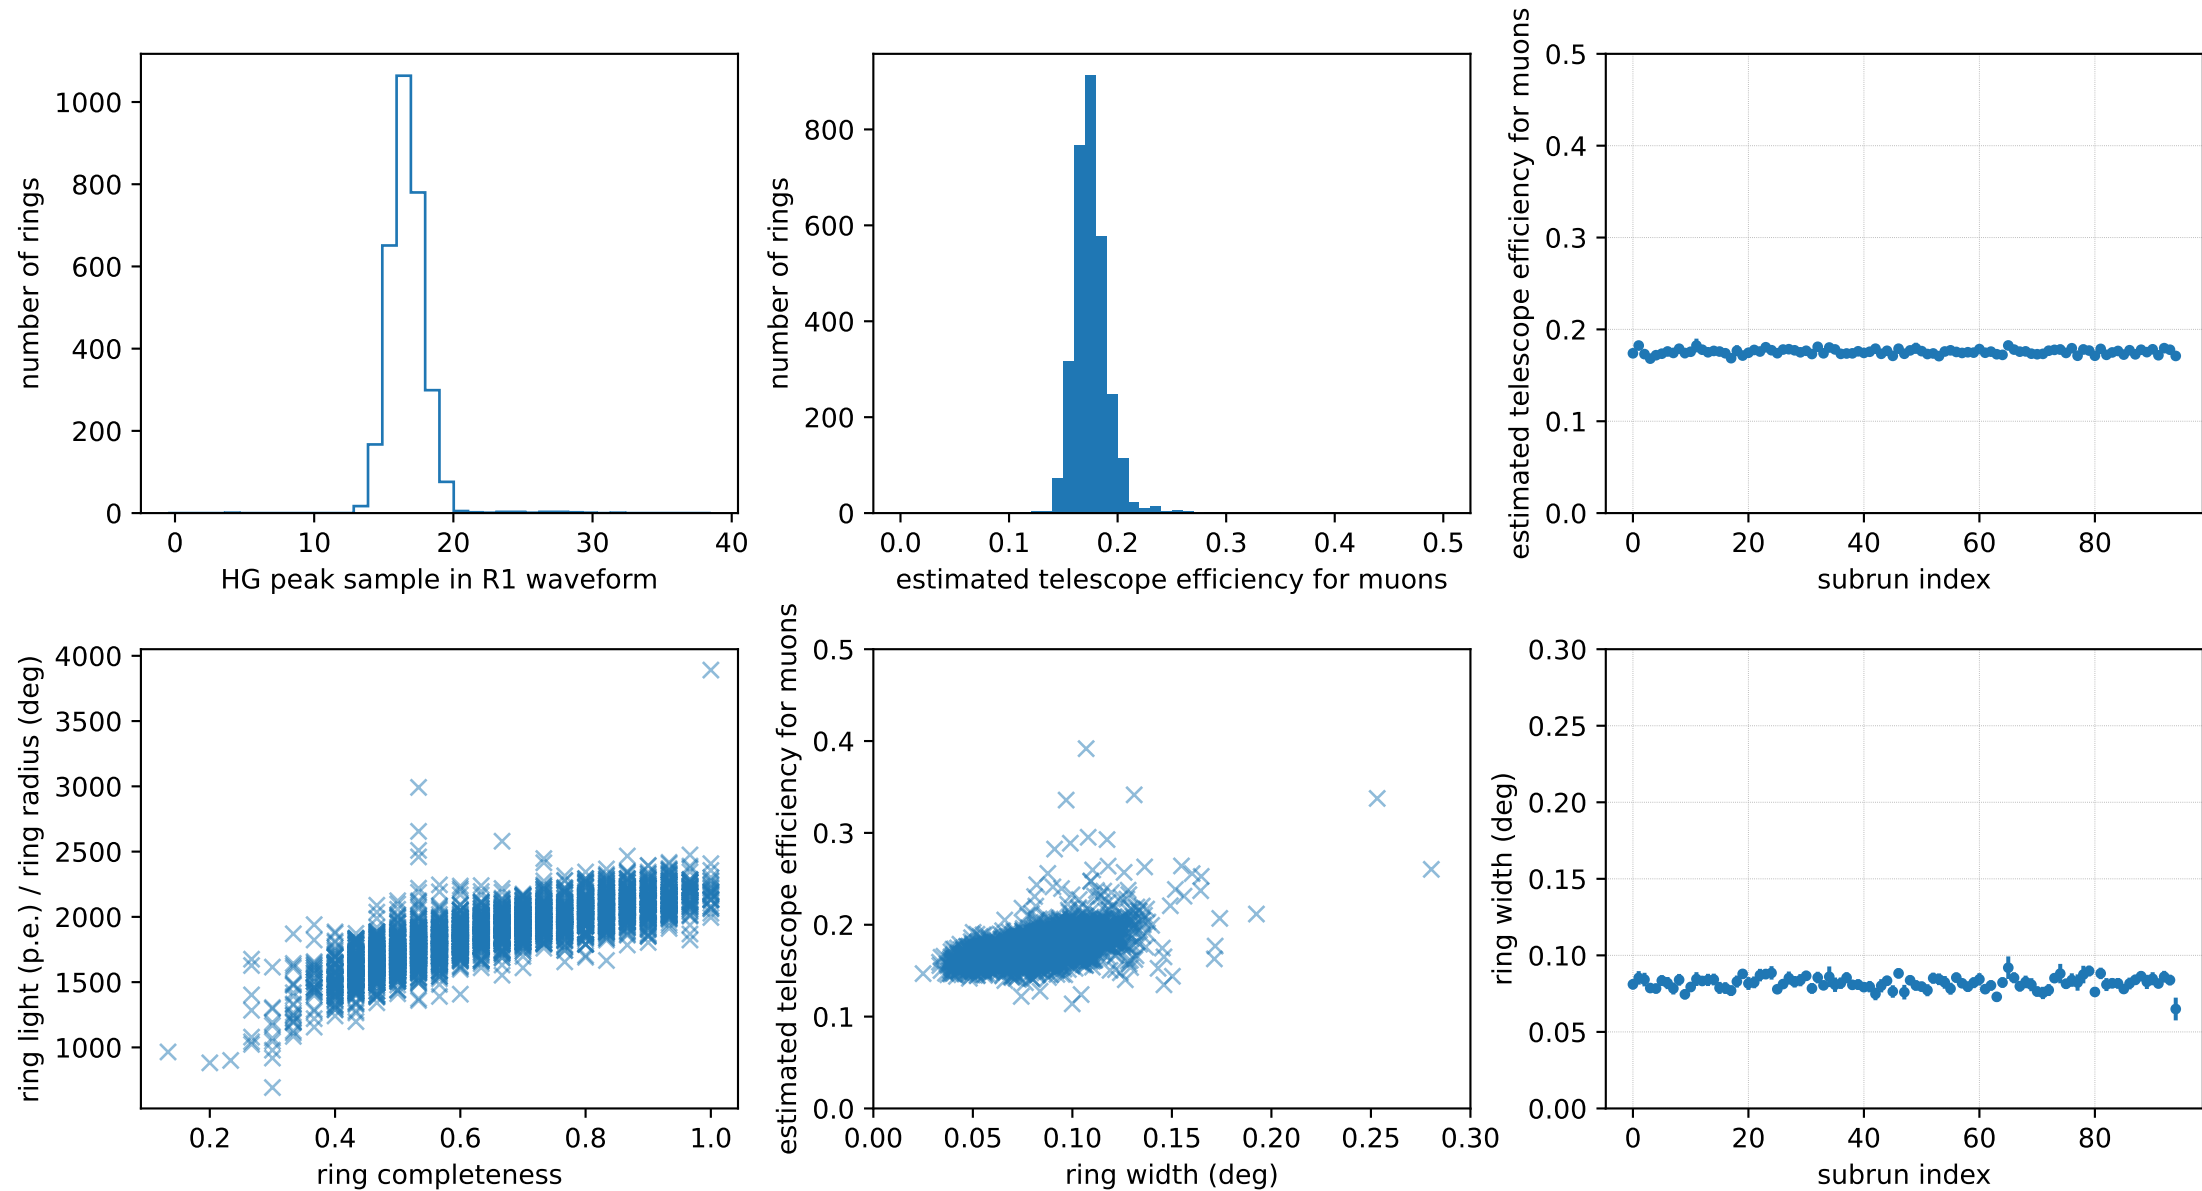 number of rings
1000
800
600
400
200
0
0 10 20 30 40
HG peak sample in R1 waveform
number of rings
800
600
400
200
0
0.0 0.1 0.2 0.3 0.4 0.5
estimated telescope efficiency for muons
estimated telescope efficiency for muons
0.5
0.4
0.3
0.2
0.1
0.0
0 20 40 60 80
subrun index
ring light (p.e.) / ring radius (deg)
4000
3500
3000
2500
2000
1500
1000
0.2 0.4 0.6 0.8 1.0
ring completeness
estimated telescope efficiency for muons
0.5
0.4
0.3
0.2
0.1
0.0
0.00 0.05 0.10 0.15 0.20 0.25 0.30
ring width (deg)
ring width (deg)
0.30
0.25
0.20
0.15
0.10
0.05
0.00
0 20 40 60 80
subrun index